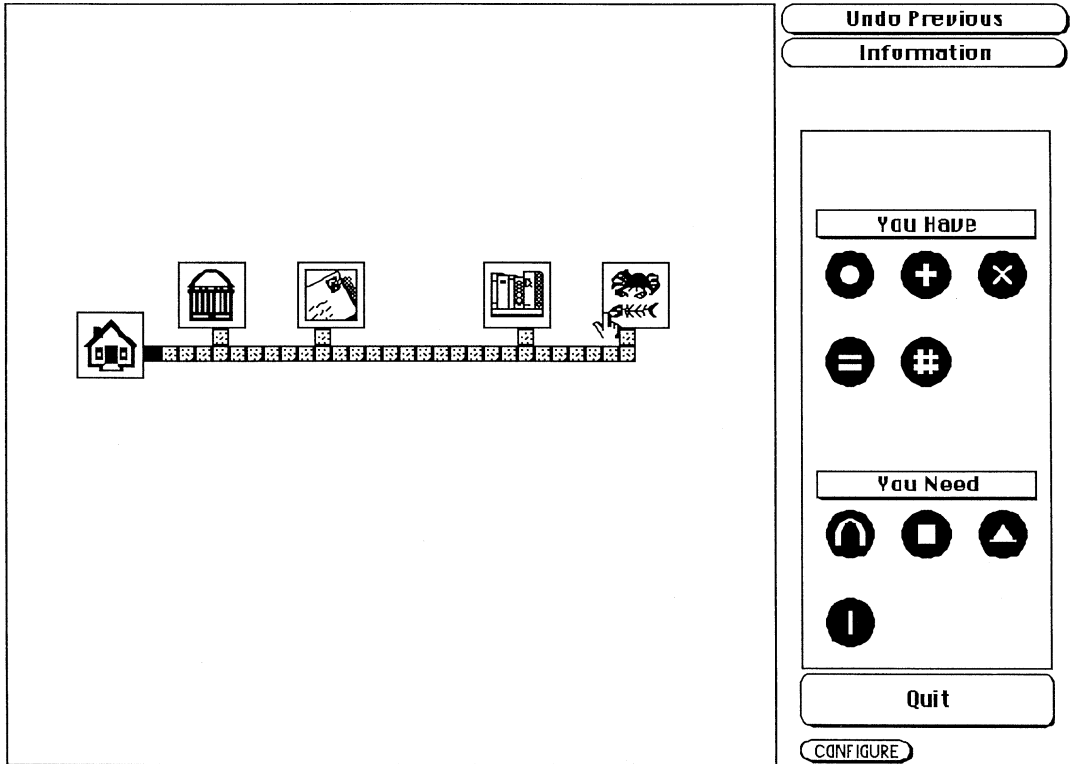 Undo Previous
Information
You Have
You Need
Quit
CONFIGURE